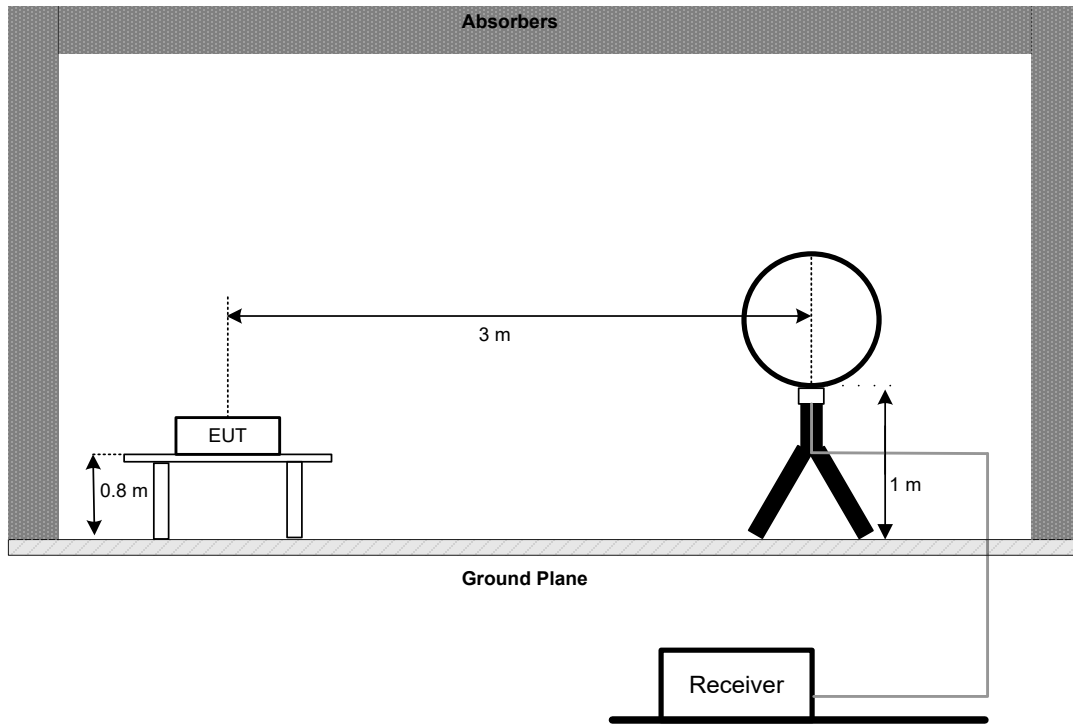 Absorbers
3 m
EUT
0.8 m
1 m
Ground Plane
Receiver